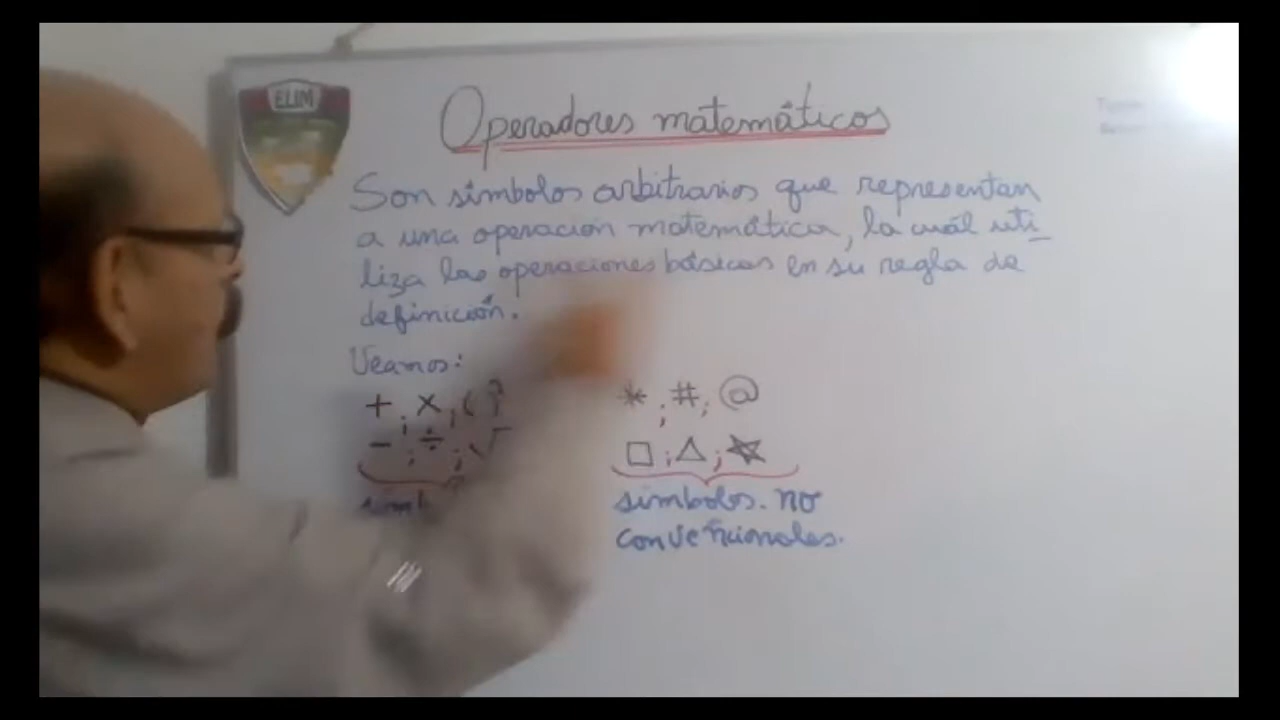 ELIM
Operadores matemáticos
Son símbolos arbitrarios que representan
a una operación matemática, la cuál uti_
liza las operaciones básicas en su regla de
definición.
Veamos:
+ ; × ; ( )
* ; # ; @
- ; ÷ ; √
□ ; △ ; ☆
símbolos. no
convencionales.